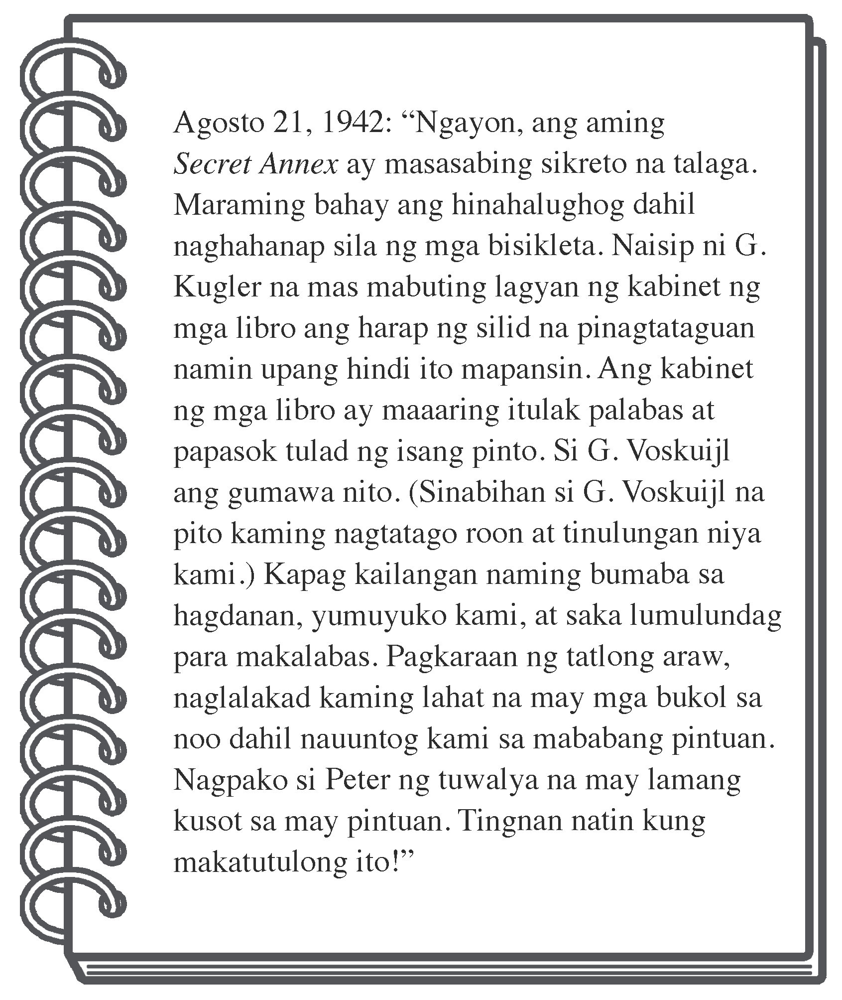 Agosto 21, 1942: “Ngayon, ang aming
Secret Annex ay masasabing sikreto na talaga.
Maraming bahay ang hinahalughog dahil
naghahanap sila ng mga bisikleta. Naisip ni G.
Kugler na mas mabuting lagyan ng kabinet ng
mga libro ang harap ng silid na pinagtataguan
namin upang hindi ito mapansin. Ang kabinet
ng mga libro ay maaaring itulak palabas at
papasok tulad ng isang pinto. Si G. Voskuijl
ang gumawa nito. (Sinabihan si G. Voskuijl na
pito kaming nagtatago roon at tinulungan niya
kami.) Kapag kailangan naming bumaba sa
hagdanan, yumuyuko kami, at saka lumulundag
para makalabas. Pagkaraan ng tatlong araw,
naglalakad kaming lahat na may mga bukol sa
noo dahil nauuntog kami sa mababang pintuan.
Nagpako si Peter ng tuwalya na may lamang
kusot sa may pintuan. Tingnan natin kung
makatutulong ito!”